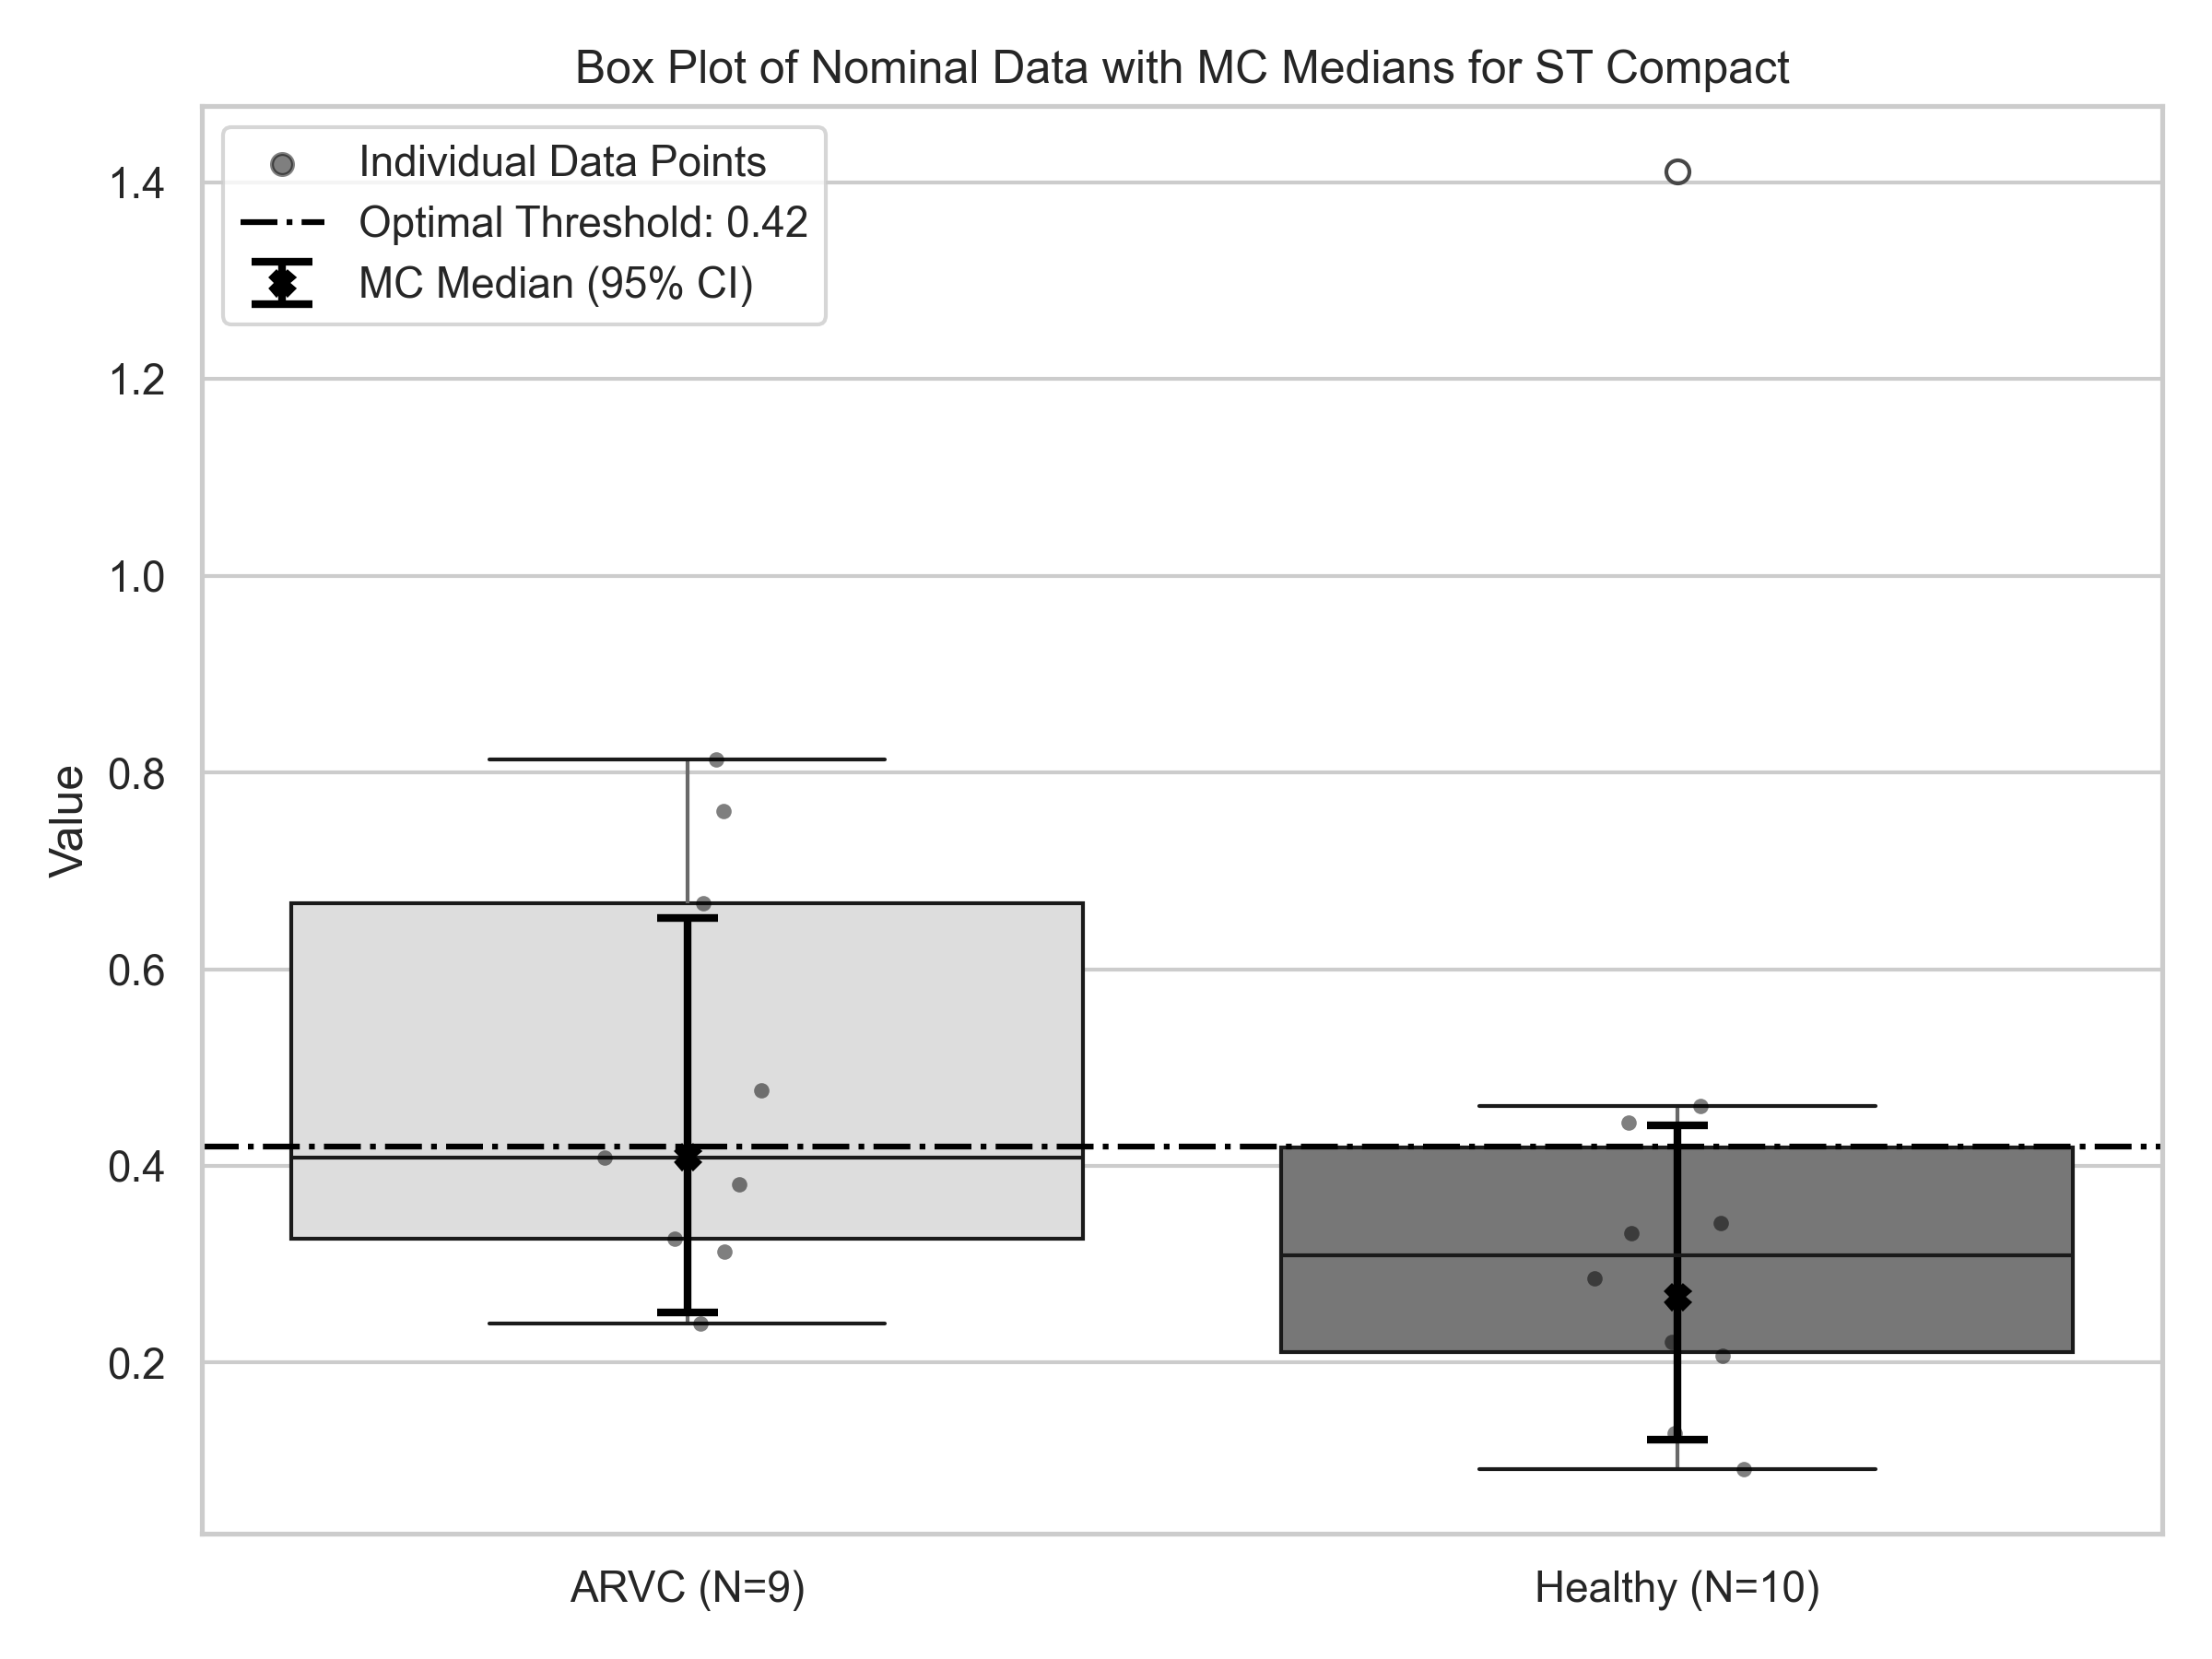 Box Plot of Nominal Data with MC Medians for ST Compact
Individual Data Points
Optimal Threshold: 0.42
MC Median (95% CI)
1.4
1.2
1.0
0.8
0.6
0.4
0.2
Value
ARVC (N=9)
Healthy (N=10)